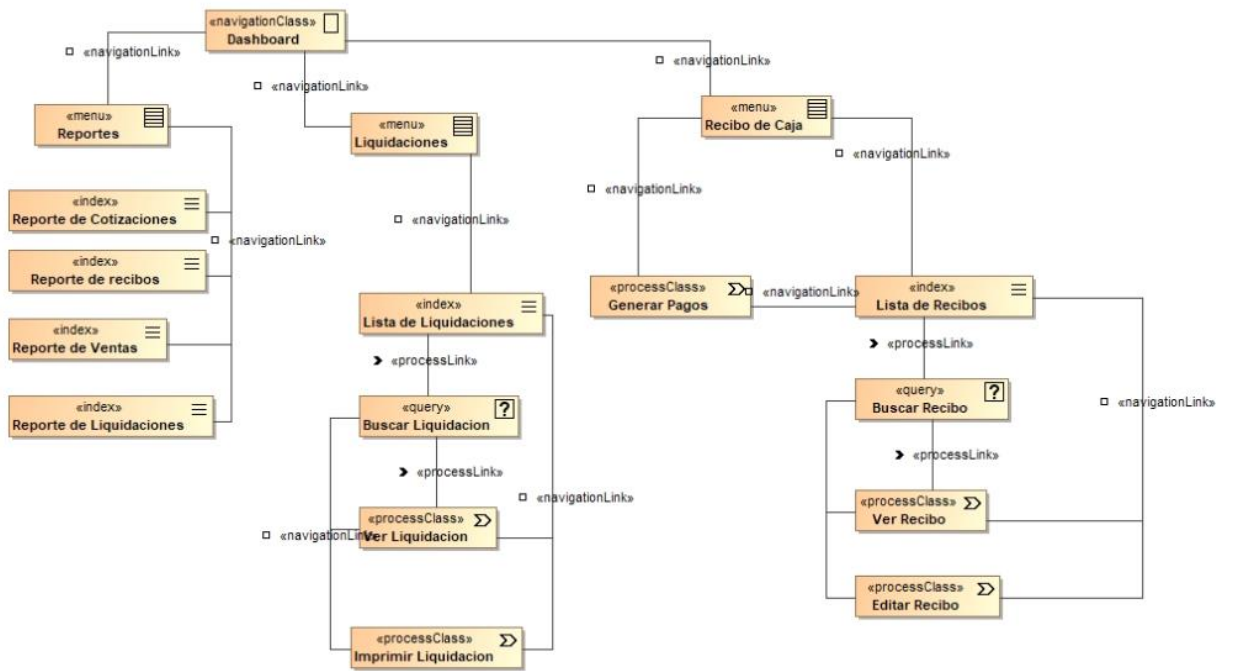 «navigationClass»
Dashboard
«navigationLink»
«navigationLink»
«navigationLink»
«menu»
Reportes
«menu»
Liquidaciones
«menu»
Recibo de Caja
«navigationLink»
«navigationLink»
«index»
Reporte de Cotizaciones
«navigationLink»
«navigationLink»
«index»
Reporte de recibos
«index»
Reporte de Ventas
«index»
Reporte de Liquidaciones
«index»
Lista de Liquidaciones
«processLink»
«query»
Buscar Liquidacion
?
«processLink»
«navigationLink»
«processClass»
Ver Liquidacion
«navigationLink»
«processClass»
Imprimir Liquidacion
«processClass»
Generar Pagos
«navigationLink»
«index»
Lista de Recibos
«processLink»
«query»
Buscar Recibo
?
«navigationLink»
«processLink»
«processClass»
Ver Recibo
«processClass»
Editar Recibo